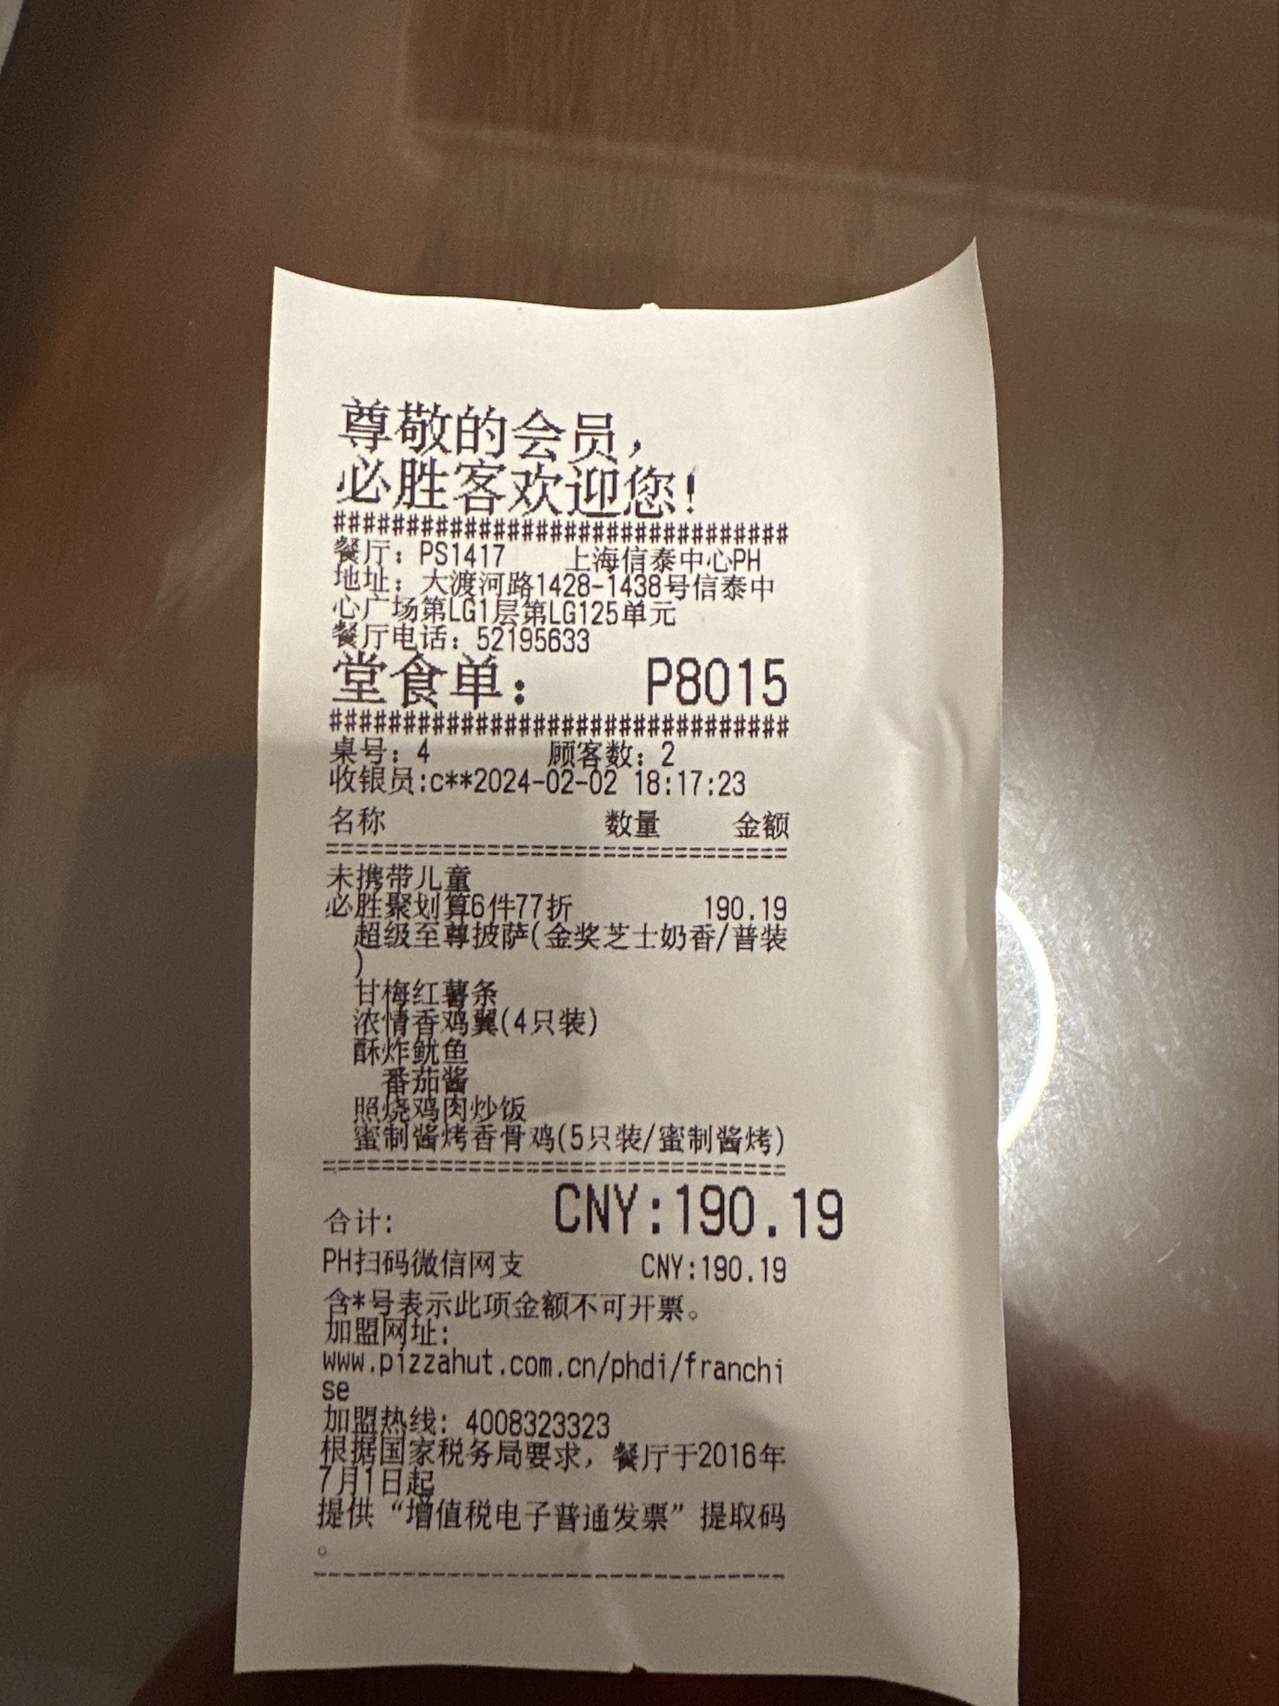 尊敬的会员，
必胜客欢迎您!
################################
餐厅: PS1417 上海信泰中心PH
地址: 大渡河路1428-1438号信泰中
心广场第LG1层第LG125单元
餐厅电话: 52195633
堂食单: P8015
################################
桌号: 4 顾客数: 2
收银员:c**2024-02-02 18:17:23
名称 数量 金额
================================
未携带儿童
必胜聚划算6件77折 190.19
超级至尊披萨(金奖芝士奶香/普装
)
甘梅红薯条
浓情香鸡翼(4只装)
酥炸鱿鱼
番茄酱
照烧鸡肉炒饭
蜜制酱烤香骨鸡(5只装/蜜制酱烤)
================================
合计: CNY:190.19
PH扫码微信网支 CNY:190.19
含*号表示此项金额不可开票。
加盟网址:
www.pizzahut.com.cn/phdi/franchi
se
加盟热线: 4008323323
根据国家税务局要求，餐厅于2016年
7月1日起
提供“增值税电子普通发票”提取码
。
--------------------------------